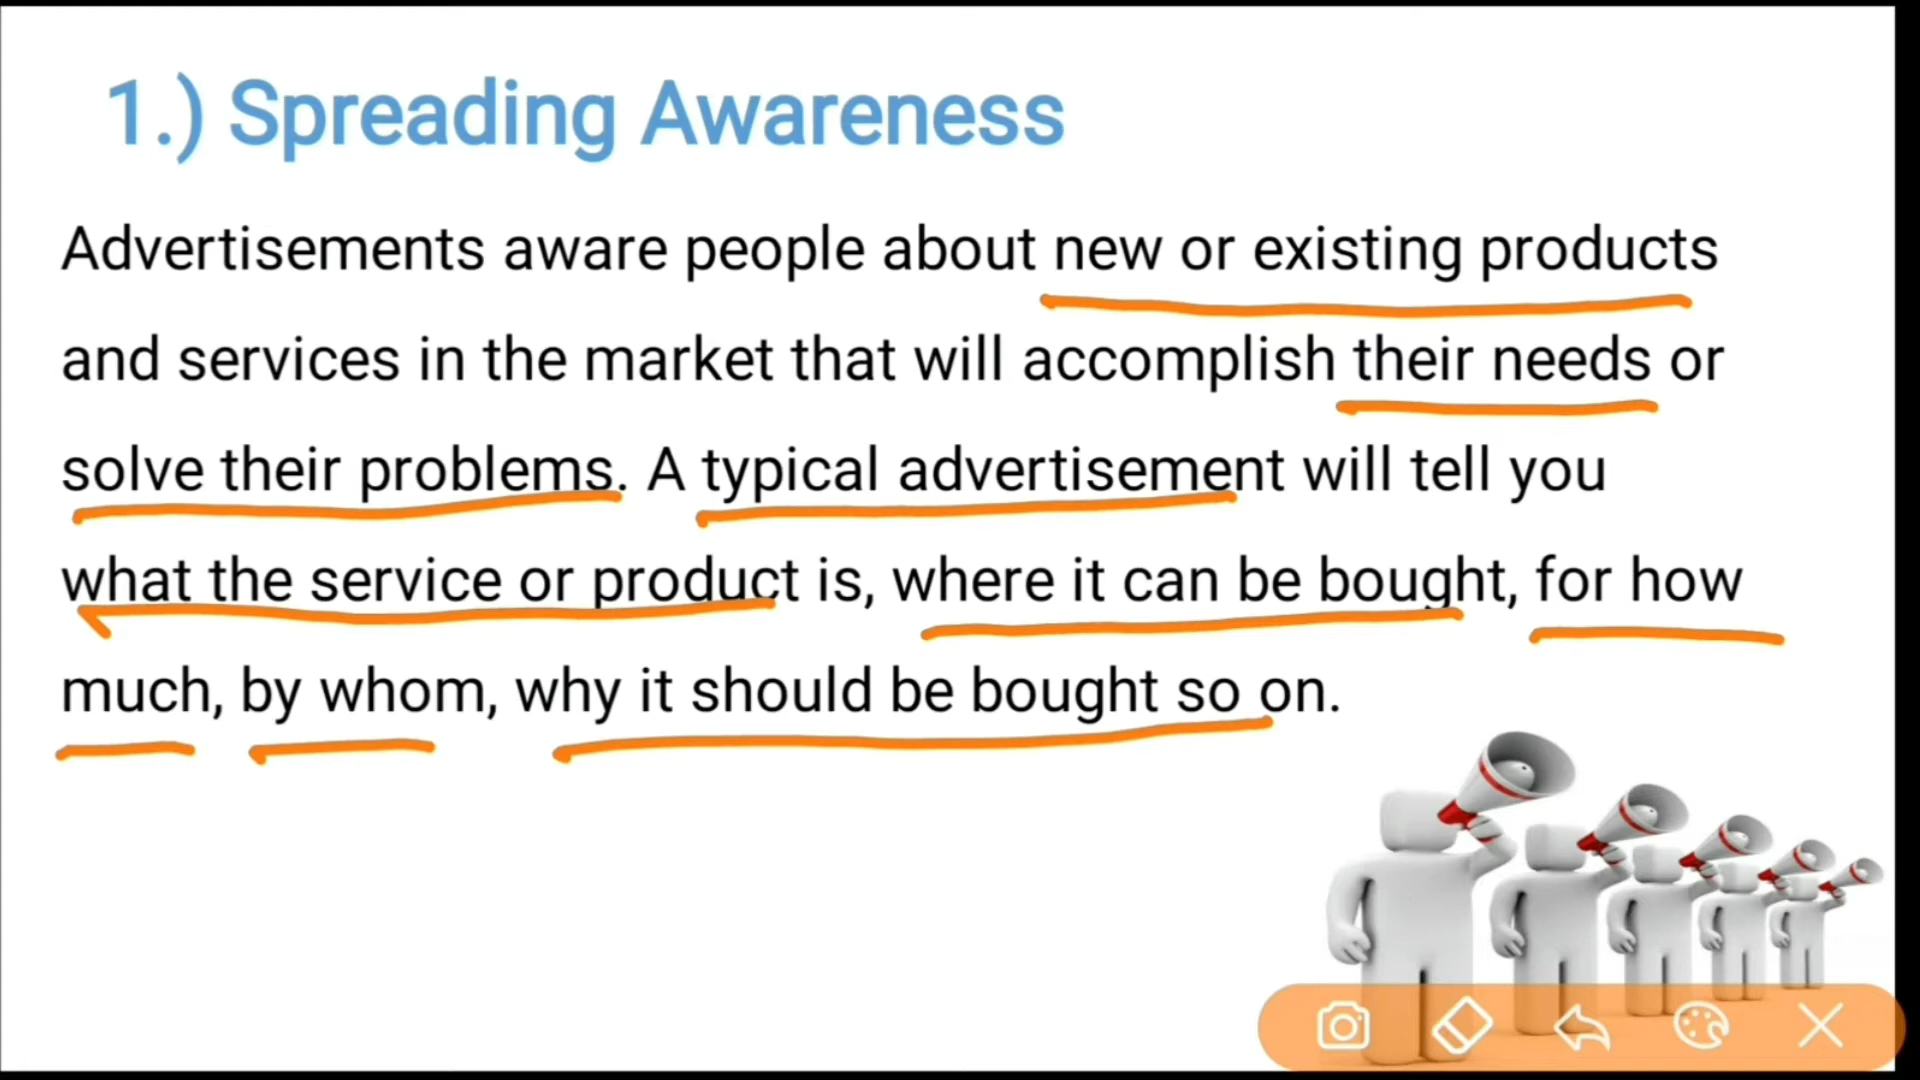 1.) Spreading Awareness
Advertisements aware people about new or existing products
and services in the market that will accomplish their needs or
solve their problems. A typical advertisement will tell you
what the service or product is, where it can be bought, for how
much, by whom, why it should be bought so on.